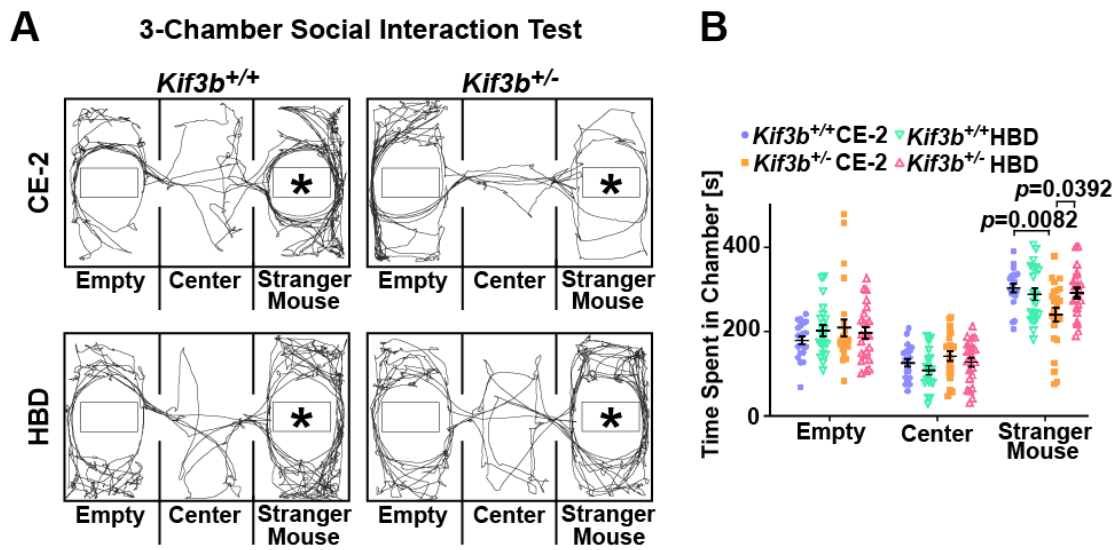 A
3-Chamber Social Interaction Test
Kif3b+/+ Kif3b+/-
CE-2
* *
Empty Center Stranger Mouse Empty Center Stranger Mouse
HBD
* *
Empty Center Stranger Mouse Empty Center Stranger Mouse
B
Kif3b+/+ CE-2 Kif3b+/+ HBD
Kif3b+/- CE-2 Kif3b+/- HBD
p=0.0392
p=0.0082
Time Spent in Chamber [s]
400
200
0
Empty Center Stranger Mouse